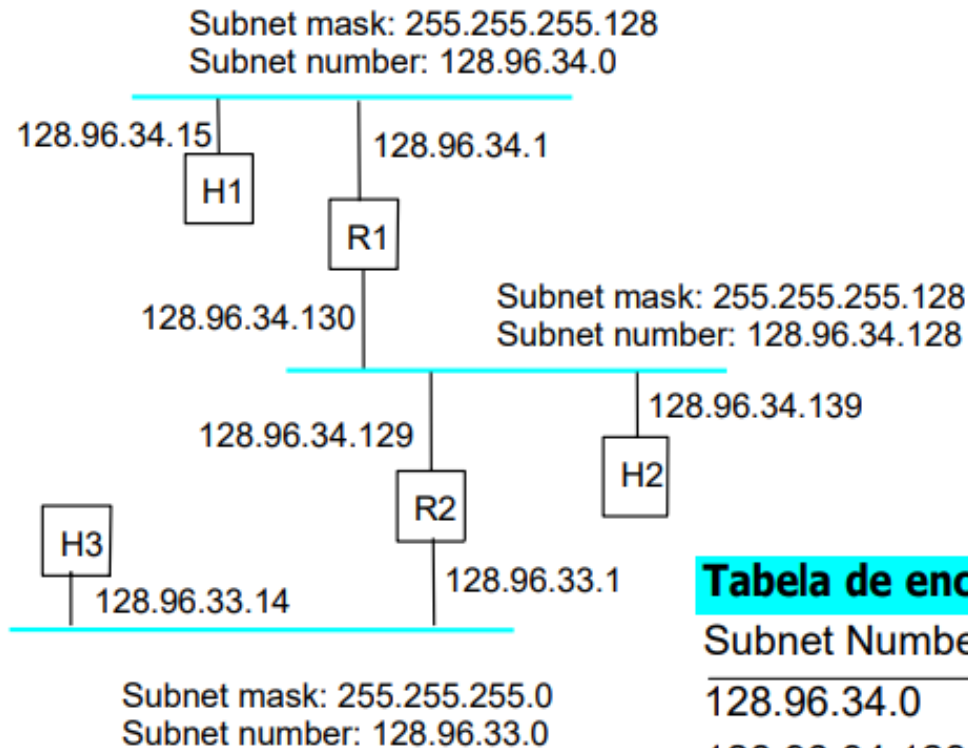 Subnet mask: 255.255.255.128
Subnet number: 128.96.34.0
128.96.34.15
128.96.34.1
H1
R1
128.96.34.130
Subnet mask: 255.255.255.128
Subnet number: 128.96.34.128
128.96.34.139
128.96.34.129
H2
R2
H3
128.96.33.14
128.96.33.1
Tabela de
Subnet
128.96.34.0
Subnet mask: 255.255.255.0
Subnet number: 128.96.33.0